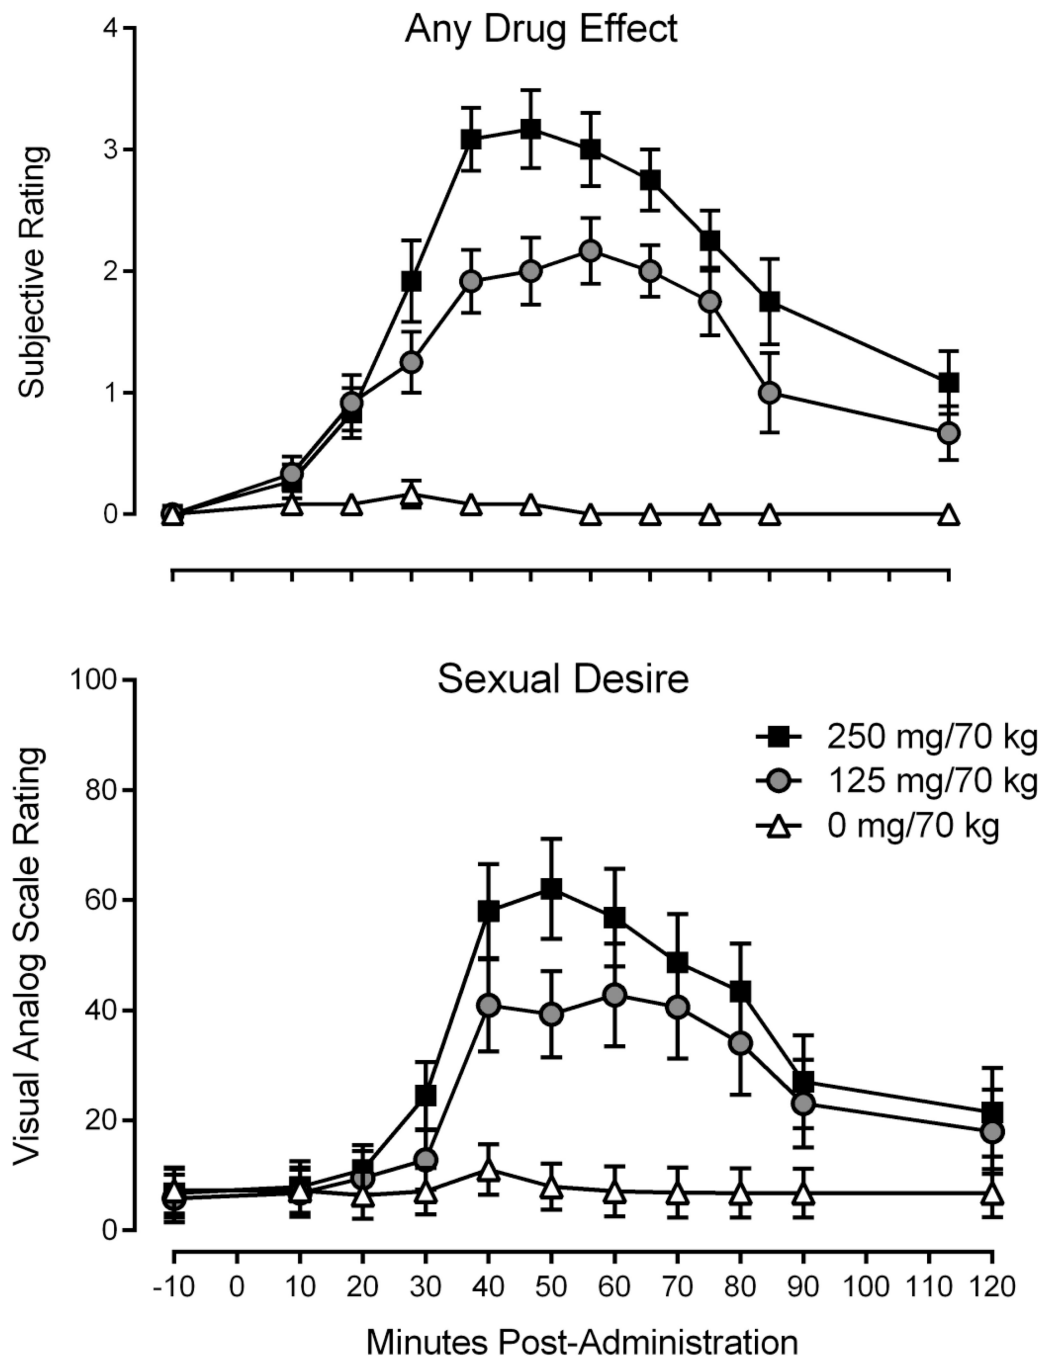 Any Drug Effect
Subjective Rating
4
3
2
1
0
Sexual Desire
Visual Analog Scale Rating
100
80
60
40
20
0
250 mg/70 kg
125 mg/70 kg
0 mg/70 kg
-10 0 10 20 30 40 50 60 70 80 90 100 110 120
Minutes Post-Administration